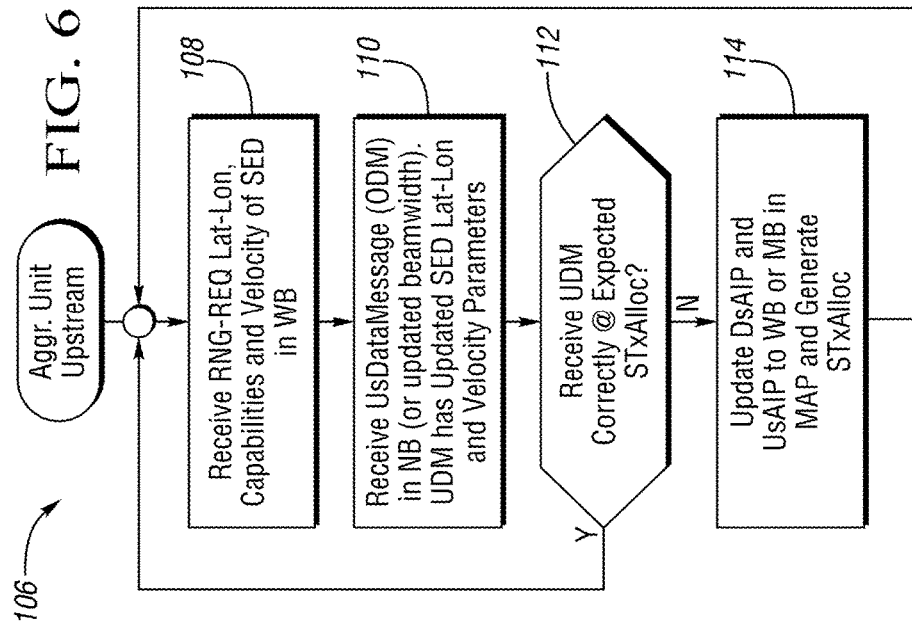 FIG. 6
106
Aggr. Unit
Upstream
108
Receive RNG-REQ Lat-Lon,
Capabilities and Velocity of SED
in WB
110
Receive UsDataMessage (ODM)
in NB (or updated beamwidth).
UDM has Updated SED Lat-Lon
and Velocity Parameters
112
Receive UDM
Correctly @ Expected
STxAlloc?
Y
N
114
Update DsAIP and
UsAIP to WB or MB in
MAP and Generate
STxAlloc